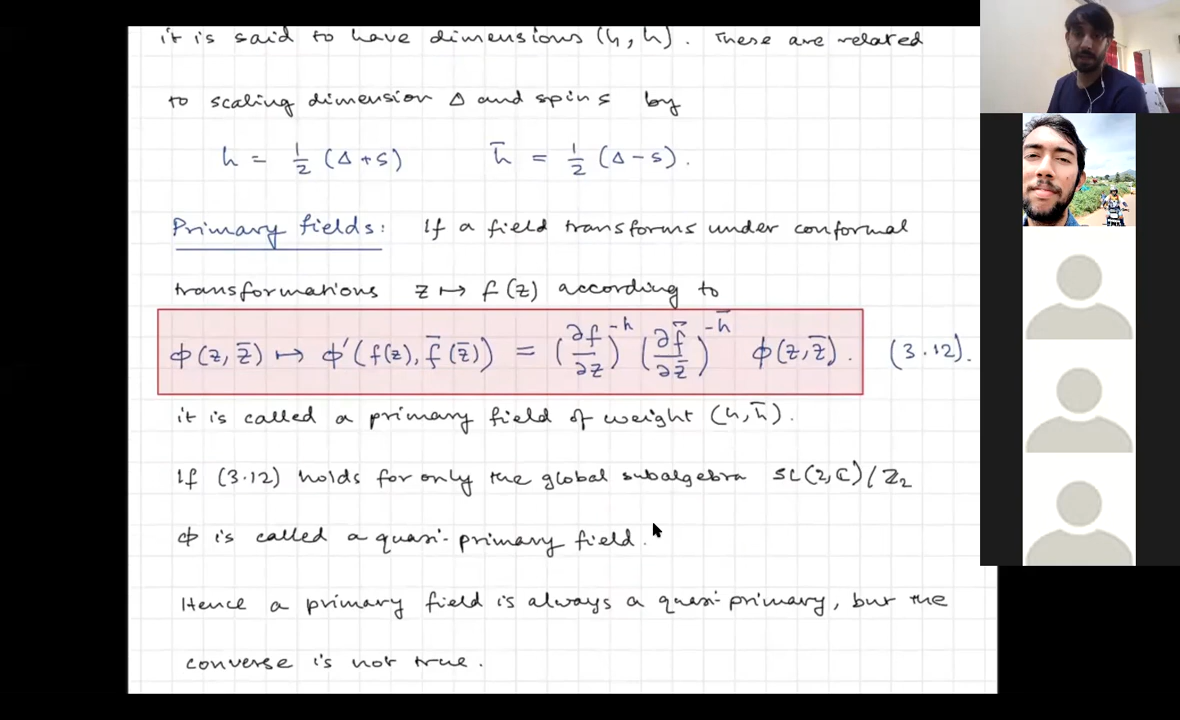 it is said to have dimensions (h, h̄). These are related
to scaling dimension Δ and spin s by
h = 1/2 (Δ + s)    h̄ = 1/2 (Δ - s).
Primary fields: If a field transforms under conformal
transformations z ↦ f(z) according to
ϕ(z, z̄) ↦ ϕ'(f(z), f̄(z̄)) = (∂f/∂z)^{-h} (∂f̄/∂z̄)^{-h̄} ϕ(z, z̄). (3.12).
it is called a primary field of weight (h, h̄).
If (3.12) holds for only the global subalgebra SL(2,C)/Z₂
ϕ is called a quasi-primary field.
Hence a primary field is always a quasi-primary, but the
converse is not true.